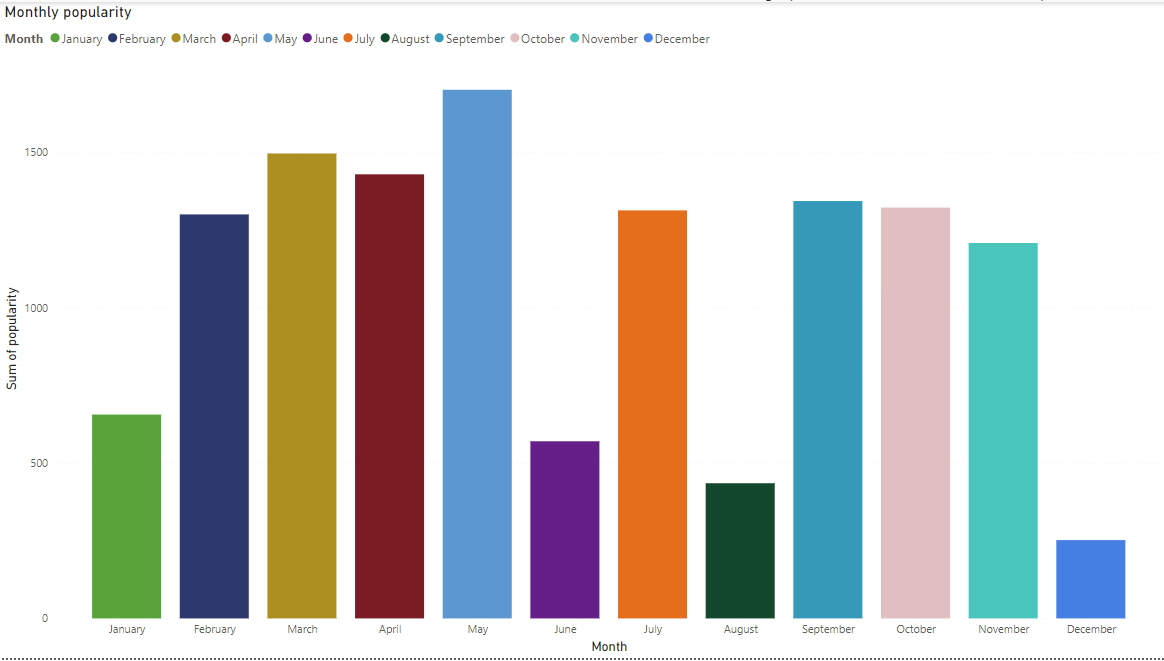 Monthly popularity
Month January February March April May June July August September October November December
1500
1000
500
0
Sum of popularity
January February March April May June July August September October November December
Month